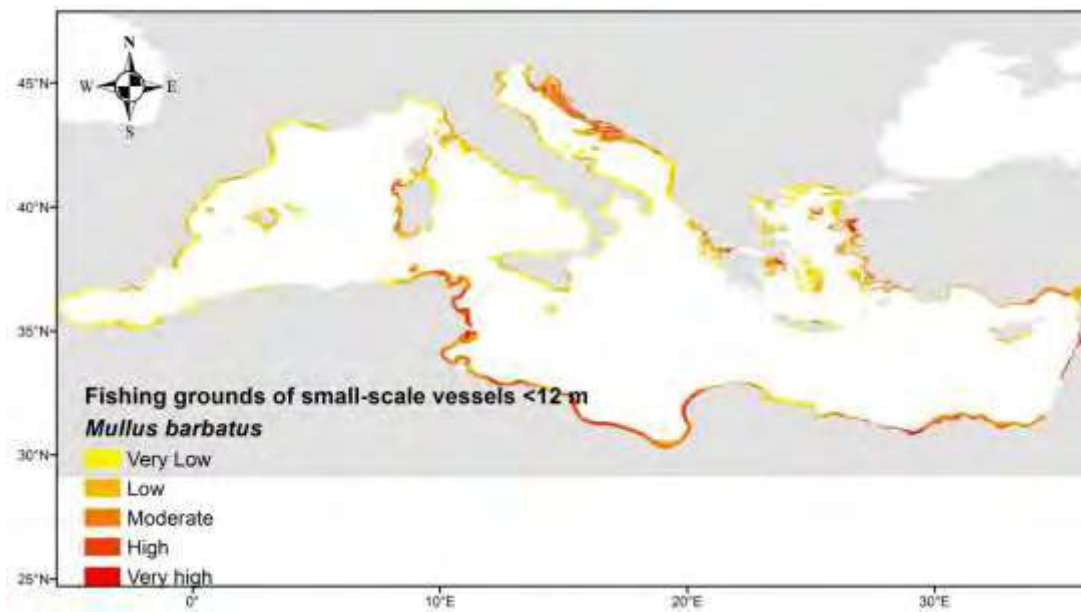 N
W E
S
45°N
40°N
35°N
30°N
25°N
Fishing grounds of small-scale vessels <12 m
Mullus barbatus
Very Low
Low
Moderate
High
Very high
0° 10°E 20°E 30°E